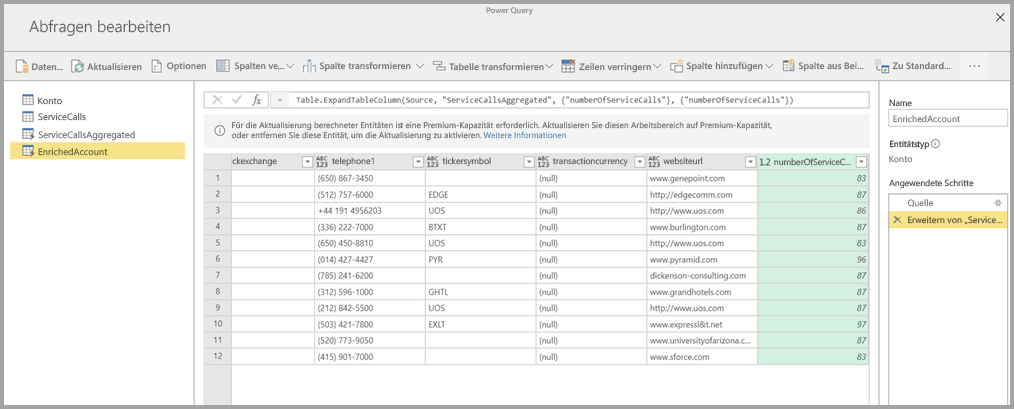 Power Query
Abfragen bearbeiten
Daten... Aktualisieren Optionen Spalten ve... Spalte transformieren Tabelle transformieren Zeilen verringern Spalte hinzufügen Spalte aus Bei... Zu Standard... ...
Konto
ServiceCalls
ServiceCallsAggregated
EnrichedAccount
fx = Table.ExpandTableColumn(Source, "ServiceCallsAggregated", {"numberOfServiceCalls"}, {"numberOfServiceCalls"})
Für die Aktualisierung berechneter Entitäten ist eine Premium-Kapazität erforderlich. Aktualisieren Sie diesen Arbeitsbereich auf Premium-Kapazität,
oder entfernen Sie diese Entität, um die Aktualisierung zu aktivieren. Weitere Informationen
ckexchange ABC 123 telephone1 ABC 123 tickersymbol ABC 123 transactioncurrency ABC 123 websiteurl 1.2 numberOfServiceC...
1 (650) 867-3450 (null) www.genepoint.com 83
2 (512) 757-6000 EDGE (null) http://edgecomm.com 87
3 +44 191 4956203 UOS (null) http://www.uos.com 86
4 (336) 222-7000 BTXT (null) www.burlington.com 87
5 (650) 450-8810 UOS (null) http://www.uos.com 83
6 (014) 427-4427 PYR (null) www.pyramid.com 96
7 (785) 241-6200 (null) dickenson-consulting.com 87
8 (312) 596-1000 GHTL (null) www.grandhotels.com 87
9 (212) 842-5500 UOS (null) http://www.uos.com 87
10 (503) 421-7800 EXLT (null) www.expressl&t.net 97
11 (520) 773-9050 (null) www.universityofarizona.c... 87
12 (415) 901-7000 (null) www.sforce.com 83
Name
EnrichedAccount
Entitätstyp
Konto
Angewendete Schritte
Quelle
Erweitern von „Service...